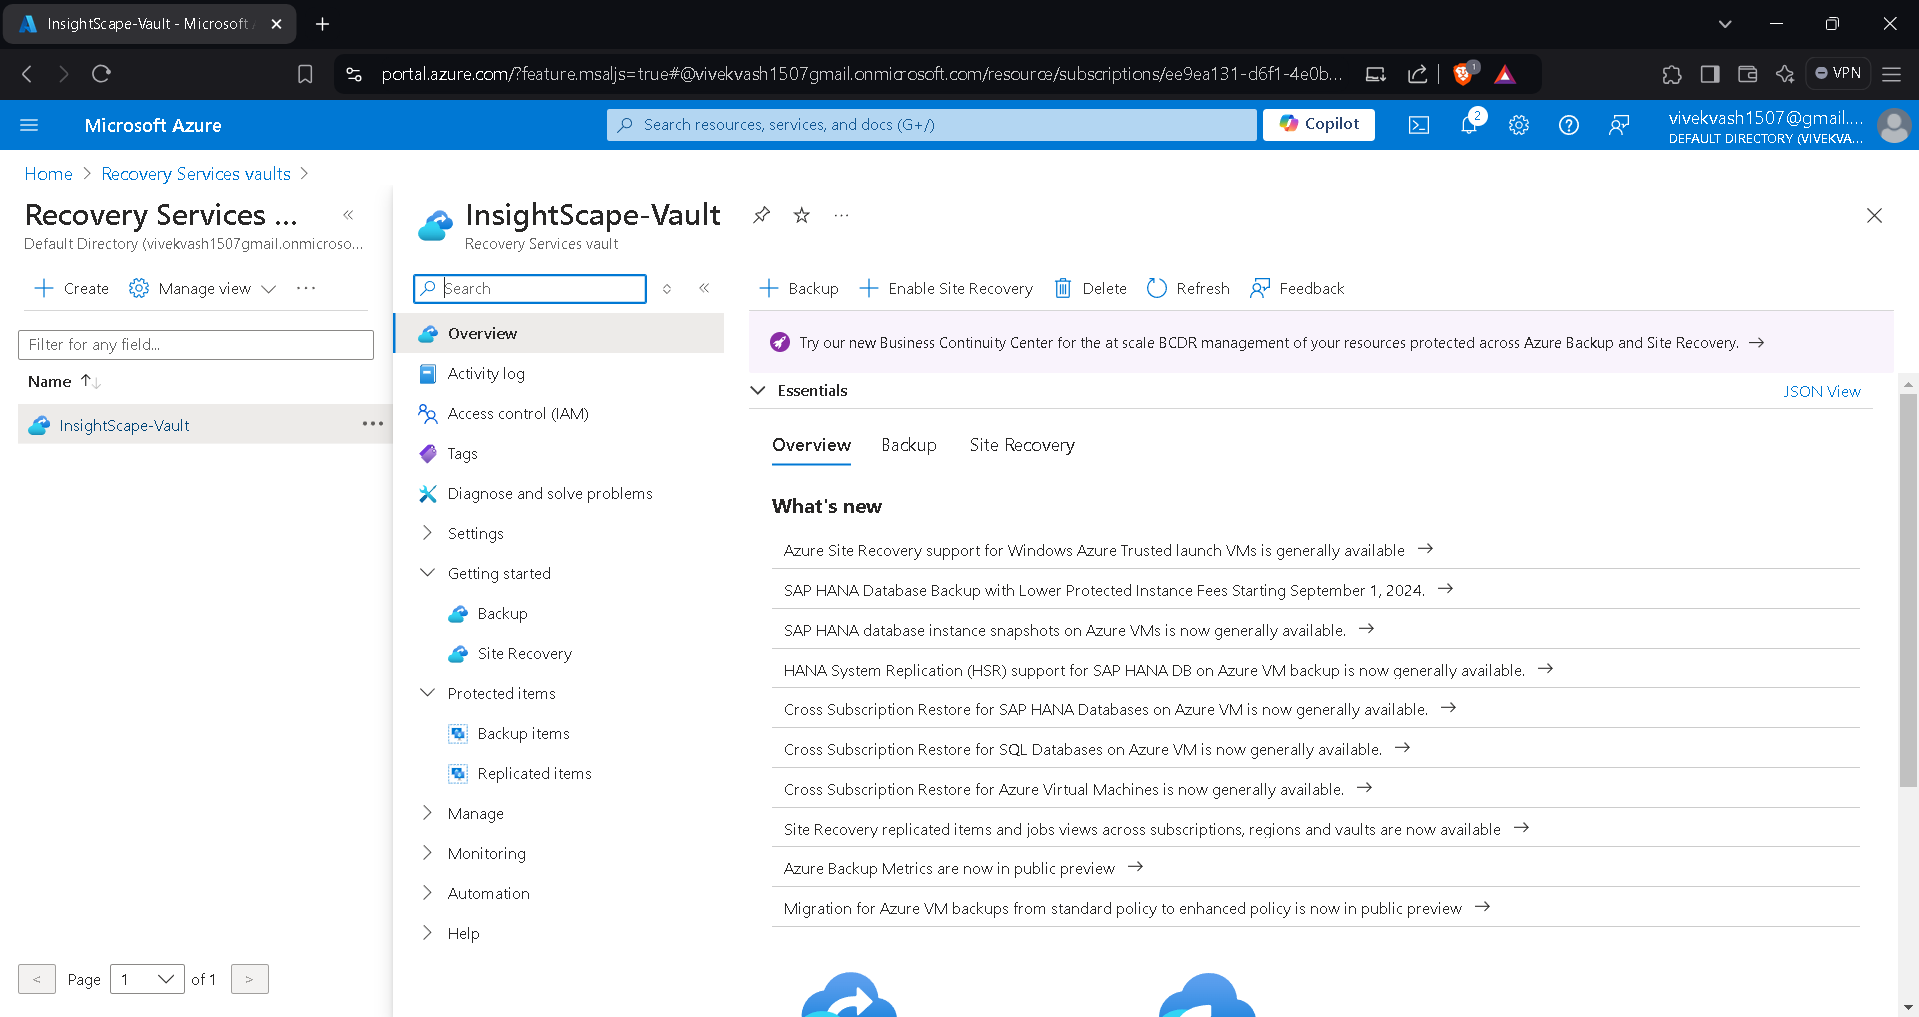 InsightScape-Vault - Microsoft
portal.azure.com/?feature.msaljs=true#@vivekvash1507gmail.onmicrosoft.com/resource/subscriptions/ee9ea131-d6f1-4e0b...
1
VPN
Microsoft Azure
Search resources, services, and docs (G+/)
Copilot
2
vivekvash1507@gmail....
DEFAULT DIRECTORY (VIVEKVA...
Home > Recovery Services vaults >
Recovery Services ...
Default Directory (vivekvash1507gmail.onmicroso...
Create
Manage view
Filter for any field...
Name
InsightScape-Vault
< Page 1 of 1 >
InsightScape-Vault
Recovery Services vault
Search
Overview
Activity log
Access control (IAM)
Tags
Diagnose and solve problems
Settings
Getting started
Backup
Site Recovery
Protected items
Backup items
Replicated items
Manage
Monitoring
Automation
Help
Backup
Enable Site Recovery
Delete
Refresh
Feedback
Try our new Business Continuity Center for the at scale BCDR management of your resources protected across Azure Backup and Site Recovery. →
Essentials
JSON View
Overview Backup Site Recovery
What's new
Azure Site Recovery support for Windows Azure Trusted launch VMs is generally available →
SAP HANA Database Backup with Lower Protected Instance Fees Starting September 1, 2024. →
SAP HANA database instance snapshots on Azure VMs is now generally available. →
HANA System Replication (HSR) support for SAP HANA DB on Azure VM backup is now generally available. →
Cross Subscription Restore for SAP HANA Databases on Azure VM is now generally available. →
Cross Subscription Restore for SQL Databases on Azure VM is now generally available. →
Cross Subscription Restore for Azure Virtual Machines is now generally available. →
Site Recovery replicated items and jobs views across subscriptions, regions and vaults are now available →
Azure Backup Metrics are now in public preview →
Migration for Azure VM backups from standard policy to enhanced policy is now in public preview →